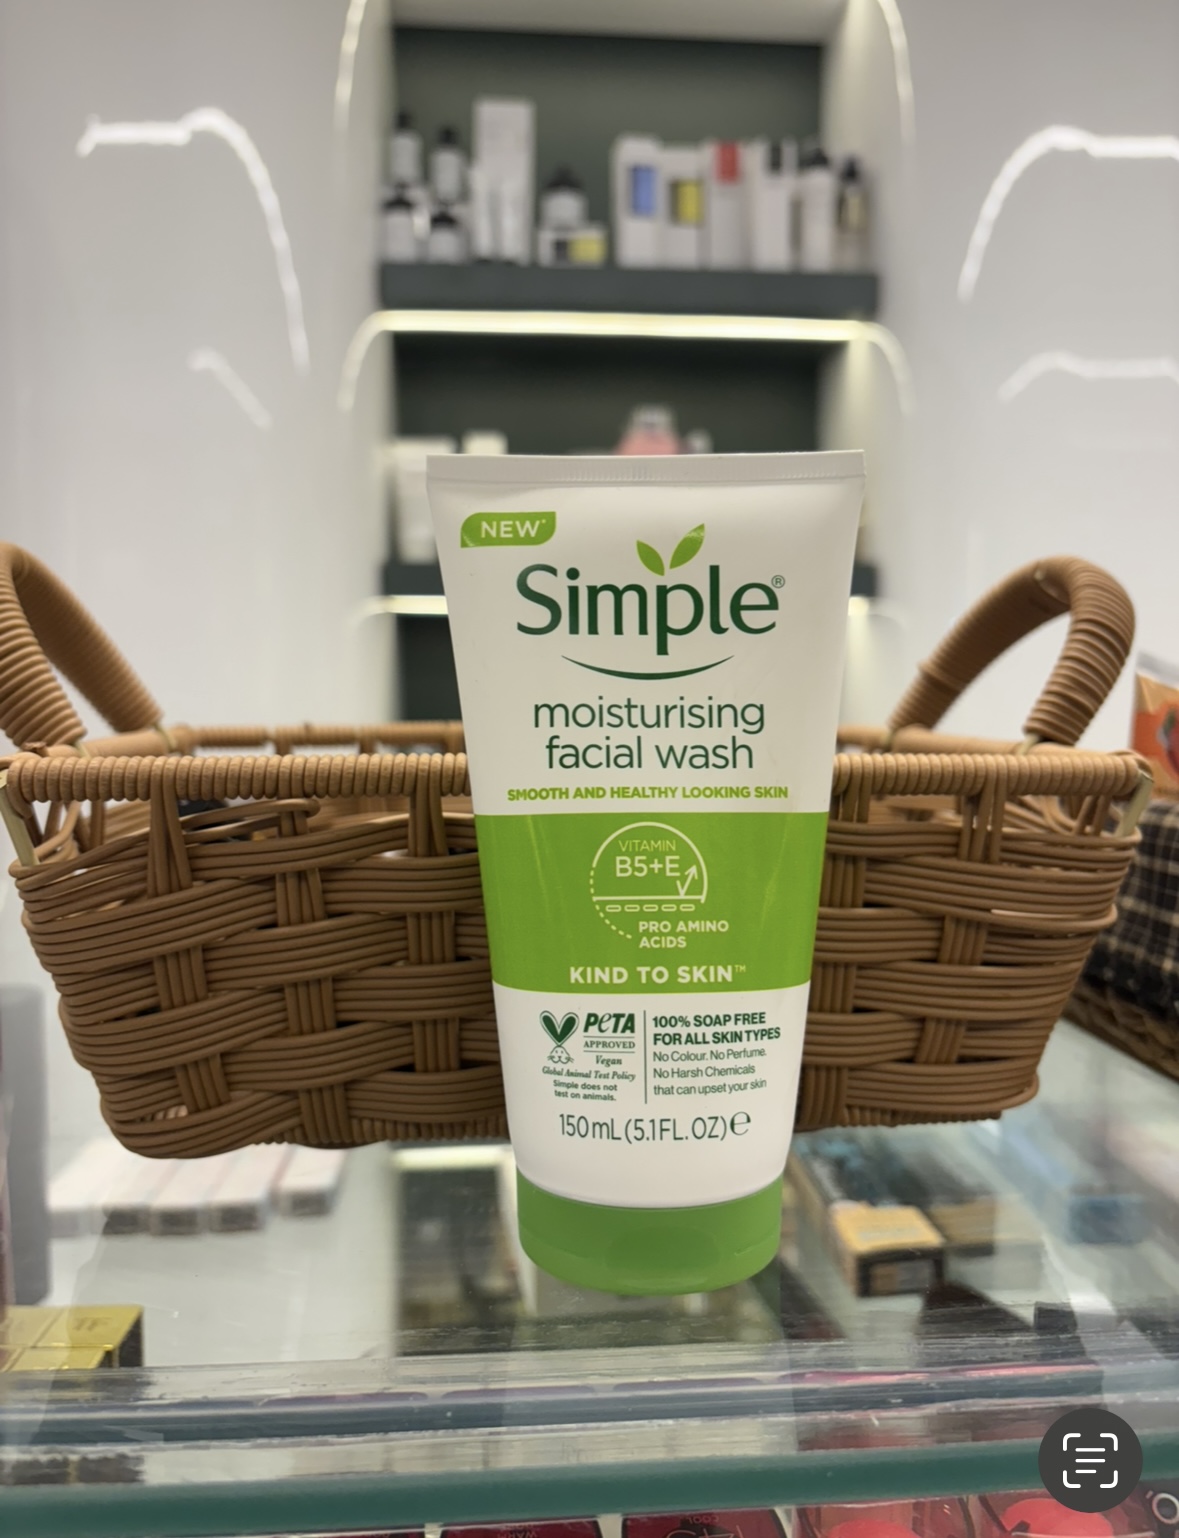 NEW*
Simple®
moisturising
facial wash
SMOOTH AND HEALTHY LOOKING SKIN
VITAMIN
B5+E
PRO AMINO
ACIDS
KIND TO SKIN™
PeTA
APPROVED
Vegan
Global Animal Test Policy
Simple does not
test on animals.
100% SOAP FREE
FOR ALL SKIN TYPES
No Colour. No Perfume.
No Harsh Chemicals
that can upset your skin
150mL (5.1FL.OZ) ℮